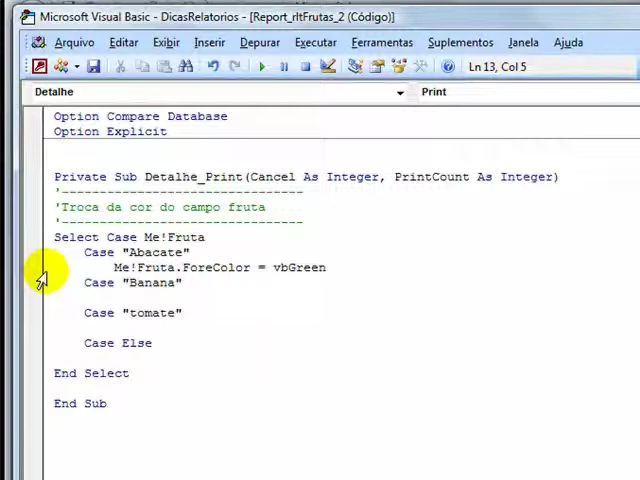 Microsoft Visual Basic - DicasRelatorios - [Report_rltFrutas_2 (Código)]
Arquivo Editar Exibir Inserir Depurar Executar Ferramentas Suplementos Janela Ajuda
Ln 13, Col 5
Detalhe Print
Option Compare Database
Option Explicit
Private Sub Detalhe_Print(Cancel As Integer, PrintCount As Integer)
'--------------------------------
'Troca da cor do campo fruta
'--------------------------------
Select Case Me!Fruta
Case "Abacate"
Me!Fruta.ForeColor = vbGreen
Case "Banana"
Case "tomate"
Case Else
End Select
End Sub